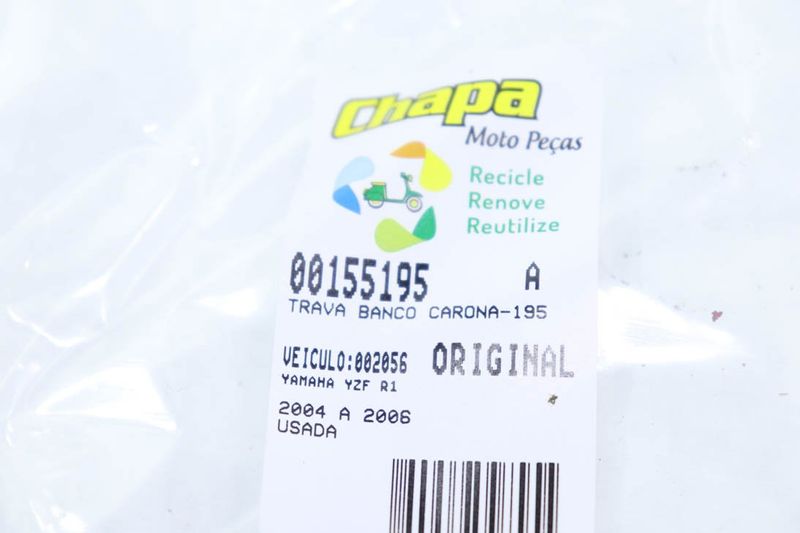 Chapa
Moto Peças
Recicle
Renove
Reutilize
00155195 A
TRAVA BANCO CARONA-195
VEICULO:002056 ORIGINAL
YAMAHA YZF R1
2004 A 2006
USADA